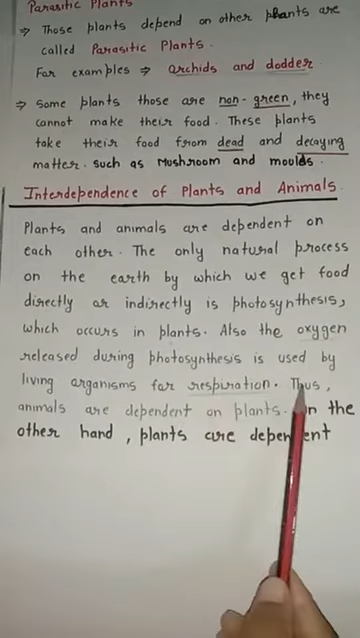 Parasitic Plants
⇒ Those plants depend on other plants are
called Parasitic Plants.
For examples ⇒ Orchids and dodder.
⇒ Some plants those are non-green, they
cannot make their food. These plants
take their food from dead and decaying
matter. such as Mushroom and moulds.
Interdependence of Plants and Animals.
Plants and animals are dependent on
each other. The only natural process
on the earth by which we get food
directly or indirectly is photosynthesis,
which occurs in plants. Also the oxygen
released during photosynthesis is used by
living organisms for respiration. Thus,
animals are dependent on plants. In the
other hand, plants are dependent